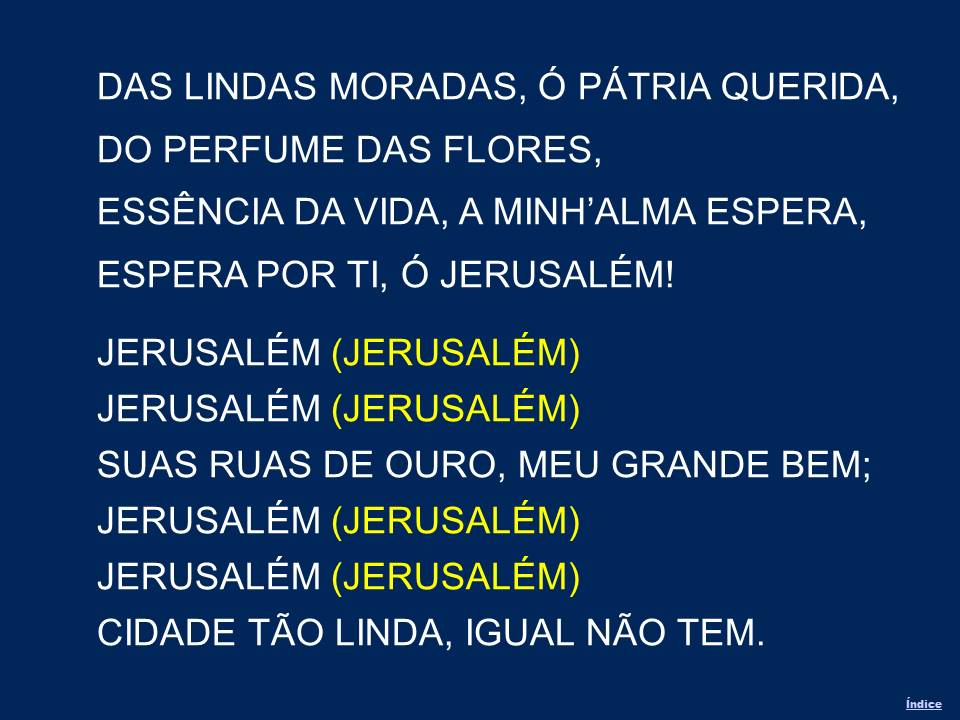 DAS LINDAS MORADAS, Ó PÁTRIA QUERIDA,
DO PERFUME DAS FLORES,
ESSÊNCIA DA VIDA, A MINH’ALMA ESPERA,
ESPERA POR TI, Ó JERUSALÉM!
JERUSALÉM (JERUSALÉM)
JERUSALÉM (JERUSALÉM)
SUAS RUAS DE OURO, MEU GRANDE BEM;
JERUSALÉM (JERUSALÉM)
JERUSALÉM (JERUSALÉM)
CIDADE TÃO LINDA, IGUAL NÃO TEM.
Índice